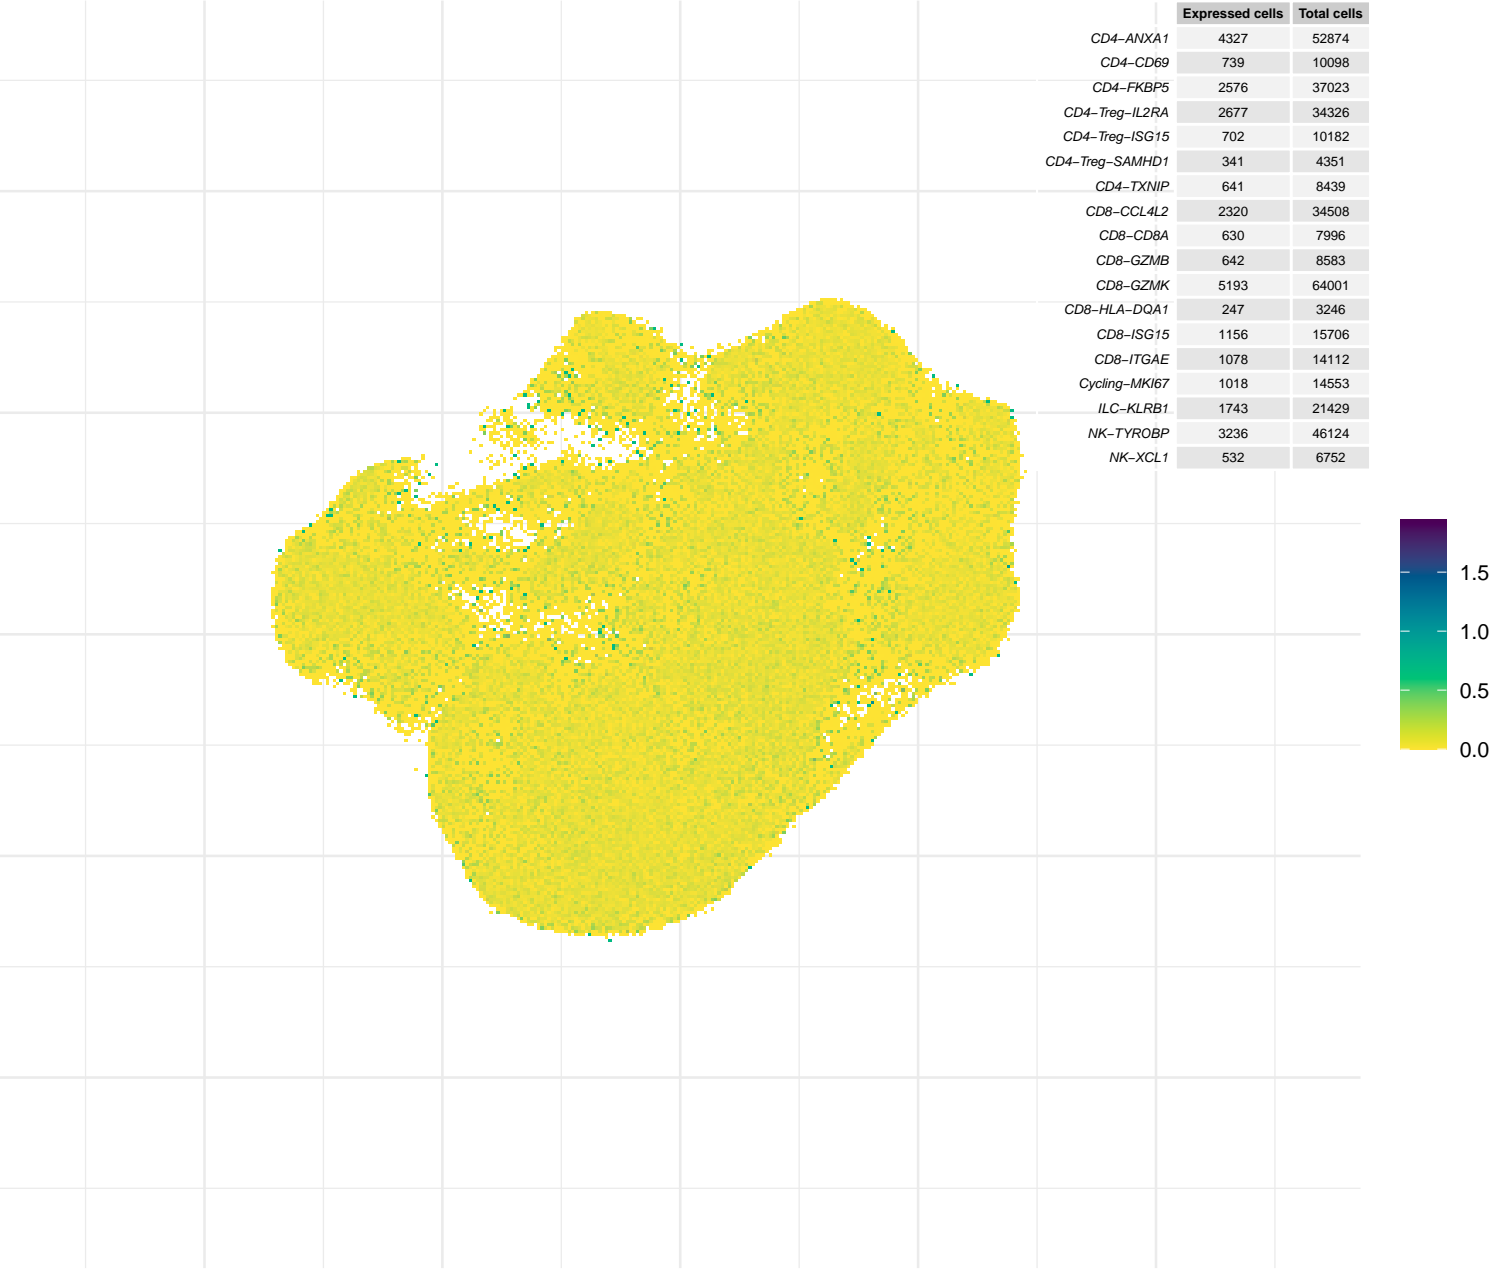 Expressed cells Total cells
CD4−ANXA1 4327 52874
CD4−CD69 739 10098
CD4−FKBP5 2576 37023
CD4−Treg−IL2RA 2677 34326
CD4−Treg−ISG15 702 10182
CD4−Treg−SAMHD1 341 4351
CD4−TXNIP 641 8439
CD8−CCL4L2 2320 34508
CD8−CD8A 630 7996
CD8−GZMB 642 8583
CD8−GZMK 5193 64001
CD8−HLA−DQA1 247 3246
CD8−ISG15 1156 15706
CD8−ITGAE 1078 14112
Cycling−MKI67 1018 14553
ILC−KLRB1 1743 21429
NK−TYROBP 3236 46124
NK−XCL1 532 6752
1.5
1.0
0.5
0.0